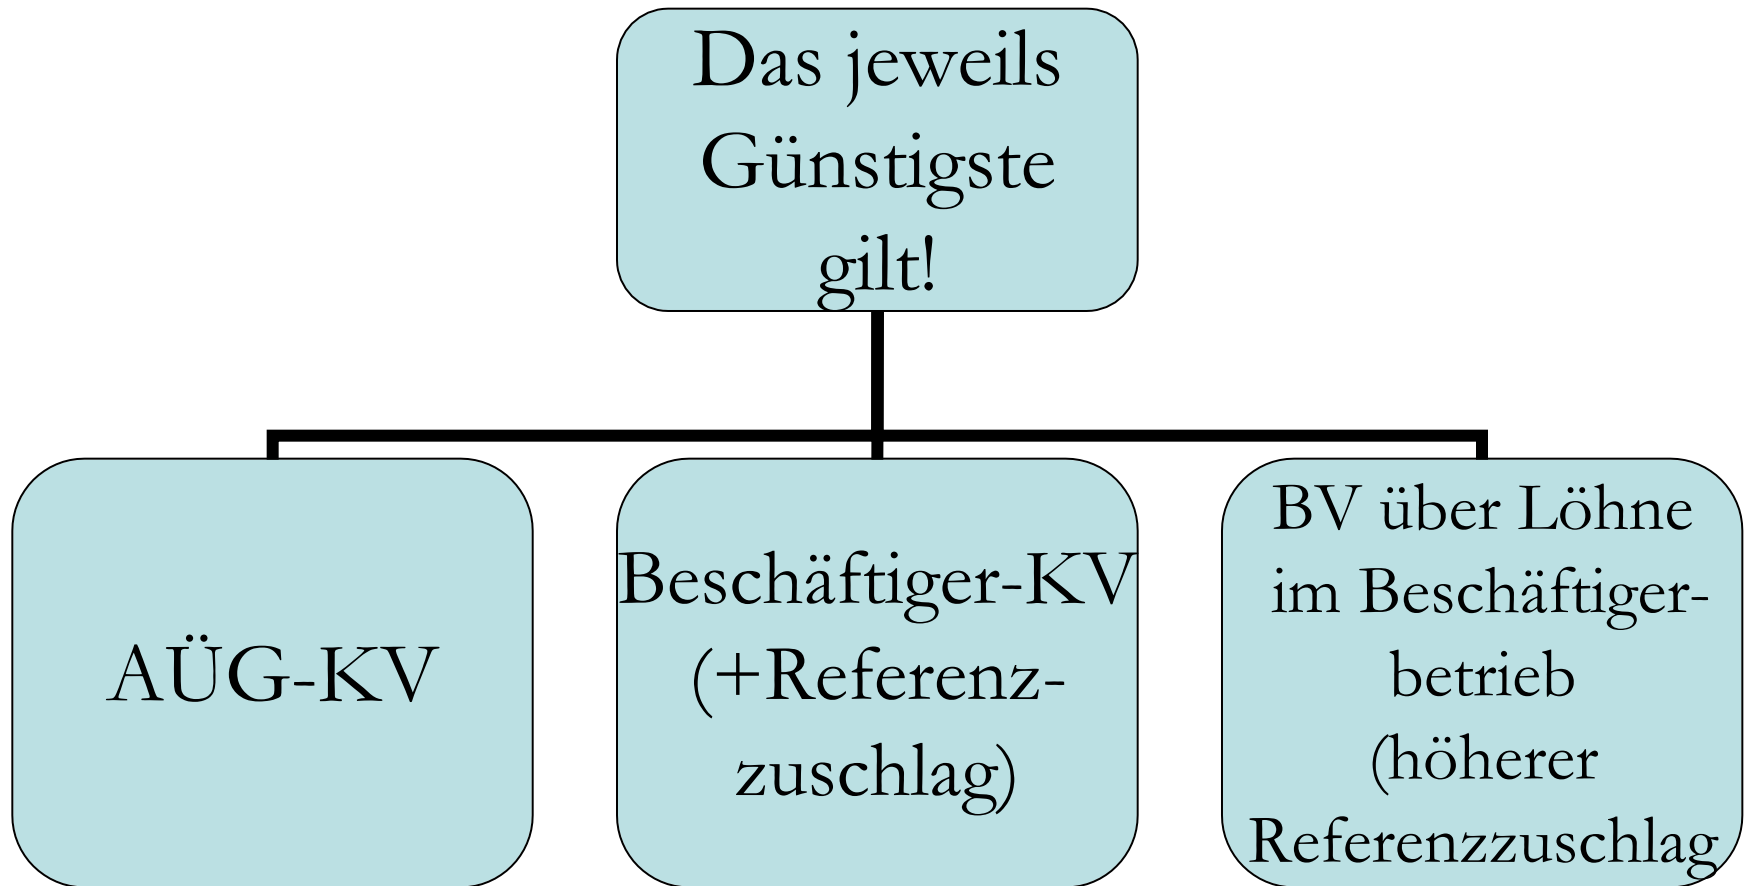 Das jeweils
Günstigste
gilt!
AÜG-KV
Beschäftiger-KV
(+Referenz-
zuschlag)
BV über Löhne
im Beschäftiger-
betrieb
(höherer
Referenzzuschlag